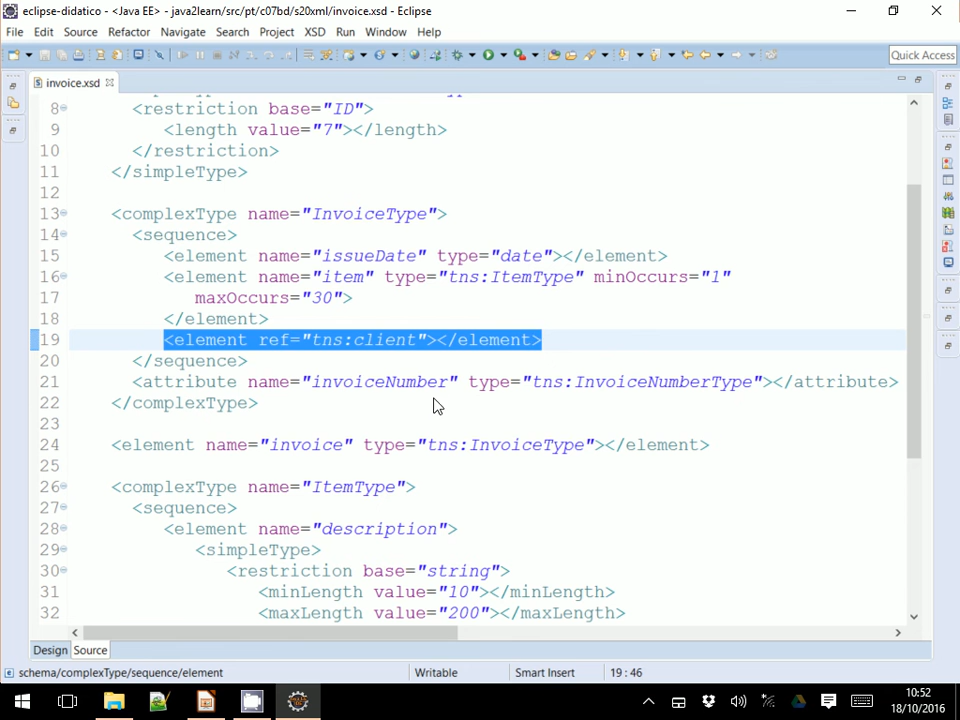 eclipse-didatico - <Java EE> - java2learn/src/pt/c07bd/s20xml/invoice.xsd - Eclipse
File Edit Source Refactor Navigate Search Project XSD Run Window Help
Quick Access
invoice.xsd
8 <restriction base="ID">
9 <length value="7"></length>
10 </restriction>
11 </simpleType>
12
13 <complexType name="InvoiceType">
14 <sequence>
15 <element name="issueDate" type="date"></element>
16 <element name="item" type="tns:ItemType" minOccurs="1"
17 maxOccurs="30">
18 </element>
19 <element ref="tns:client"></element>
20 </sequence>
21 <attribute name="invoiceNumber" type="tns:InvoiceNumberType"></attribute>
22 </complexType>
23
24 <element name="invoice" type="tns:InvoiceType"></element>
25
26 <complexType name="ItemType">
27 <sequence>
28 <element name="description">
29 <simpleType>
30 <restriction base="string">
31 <minLength value="10"></minLength>
32 <maxLength value="200"></maxLength>
Design Source
schema/complexType/sequence/element Writable Smart Insert 19 : 46
10:52
18/10/2016